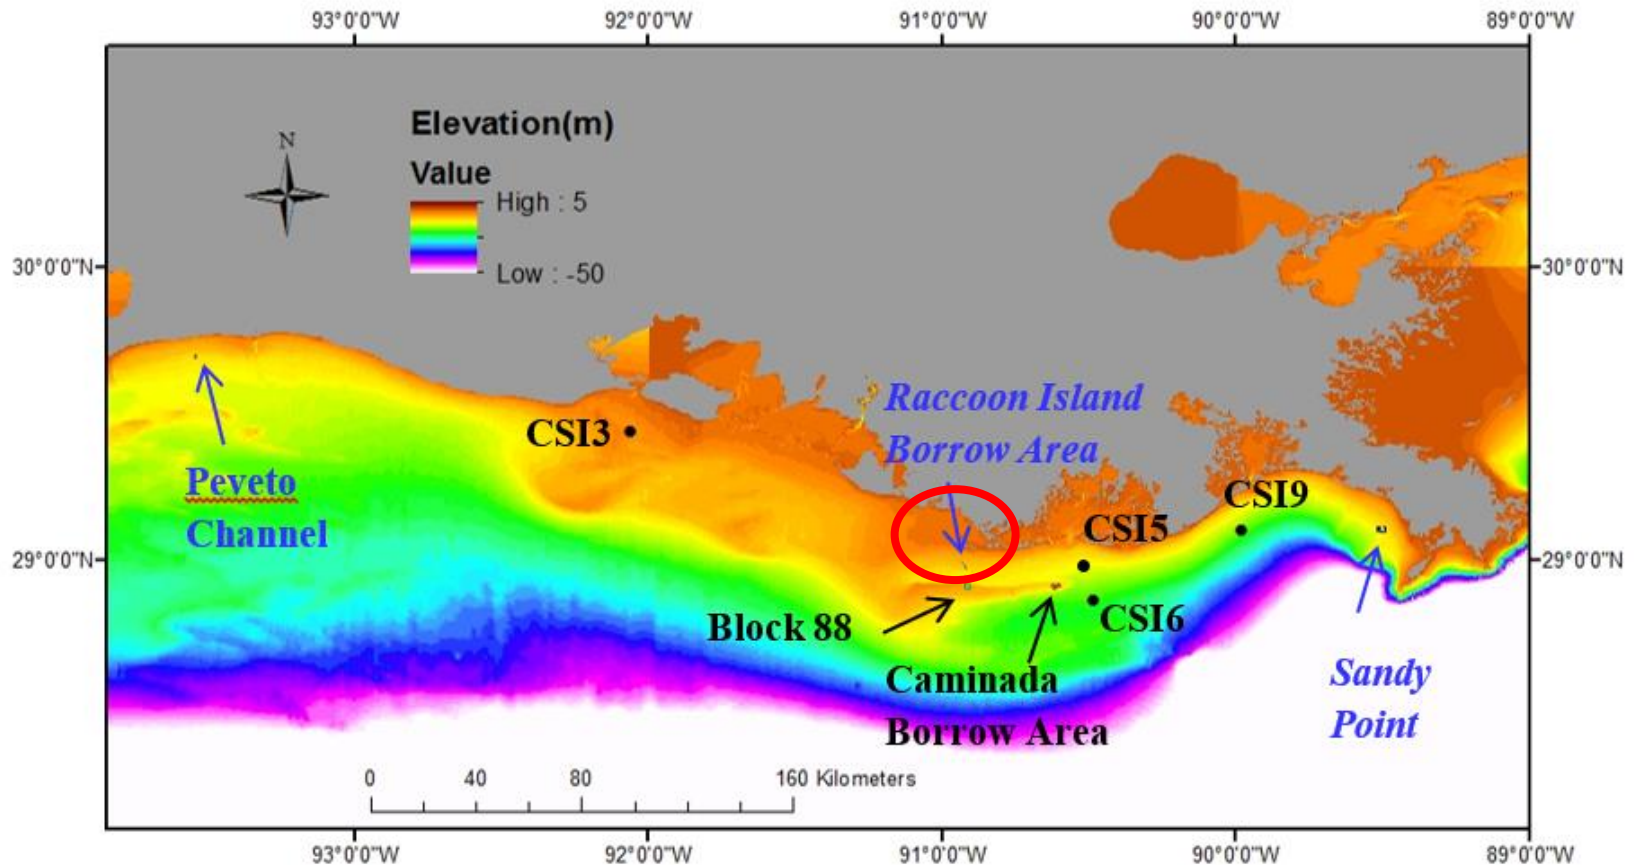 93°0'0"W 92°0'0"W 91°0'0"W 90°0'0"W 89°0'0"W
Elevation(m)
N
Value
High : 5
30°0'0"N
30°0'0"N
Low : -50
Raccoon Island
Borrow Area
CSI3
Peveto
Channel
CSI9
CSI5
29°0'0"N
29°0'0"N
Block 88
CSI6
Caminada
Borrow Area
Sandy
Point
0 40 80 160 Kilometers
93°0'0"W 92°0'0"W 91°0'0"W 90°0'0"W 89°0'0"W